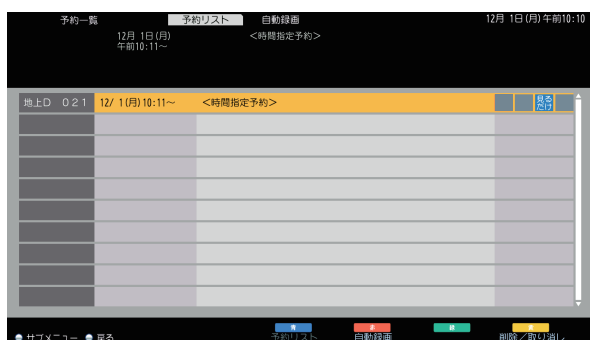 予約一覧 予約リスト 自動録画 12月 1日(月)午前10:10
12月 1日(月) <時間指定予約>
午前10:11～
地上D 021 12/ 1(月)10:11～ <時間指定予約> 見るだけ
青 赤 緑 黄
サブメニュー 戻る 予約リスト 自動録画 削除/取り消し